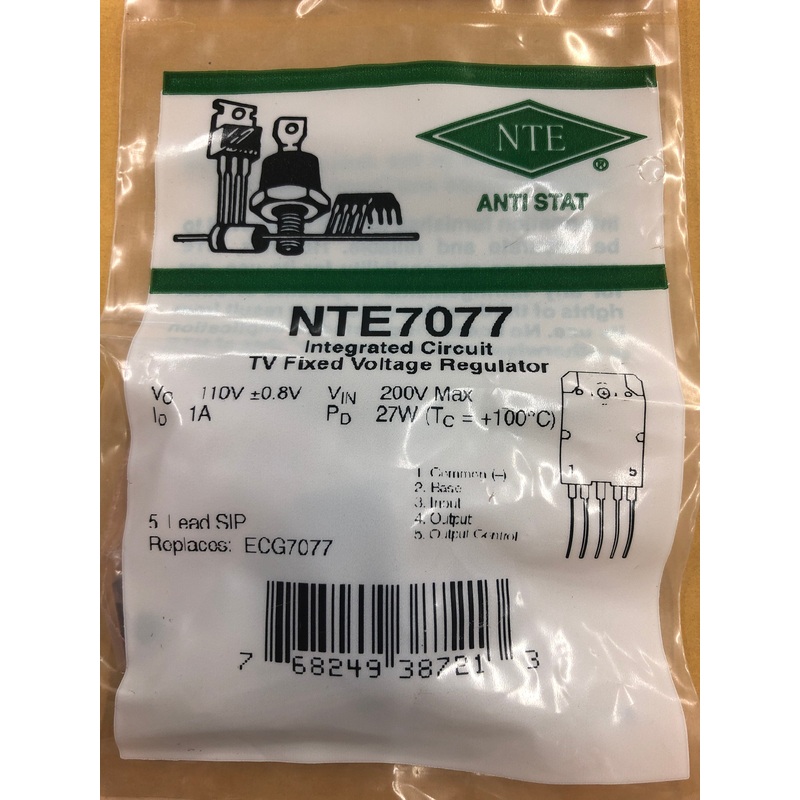 NTE®
ANTI STAT
NTE7077
Integrated Circuit
TV Fixed Voltage Regulator
VO 110V ±0.8V VIN 200V Max
IO 1A PD 27W (TC = +100°C)
1 5
1. Common (–)
2. Base
3. Input
4. Output
5. Output Control
5 Lead SIP
Replaces: ECG7077
7 68249 38721 3